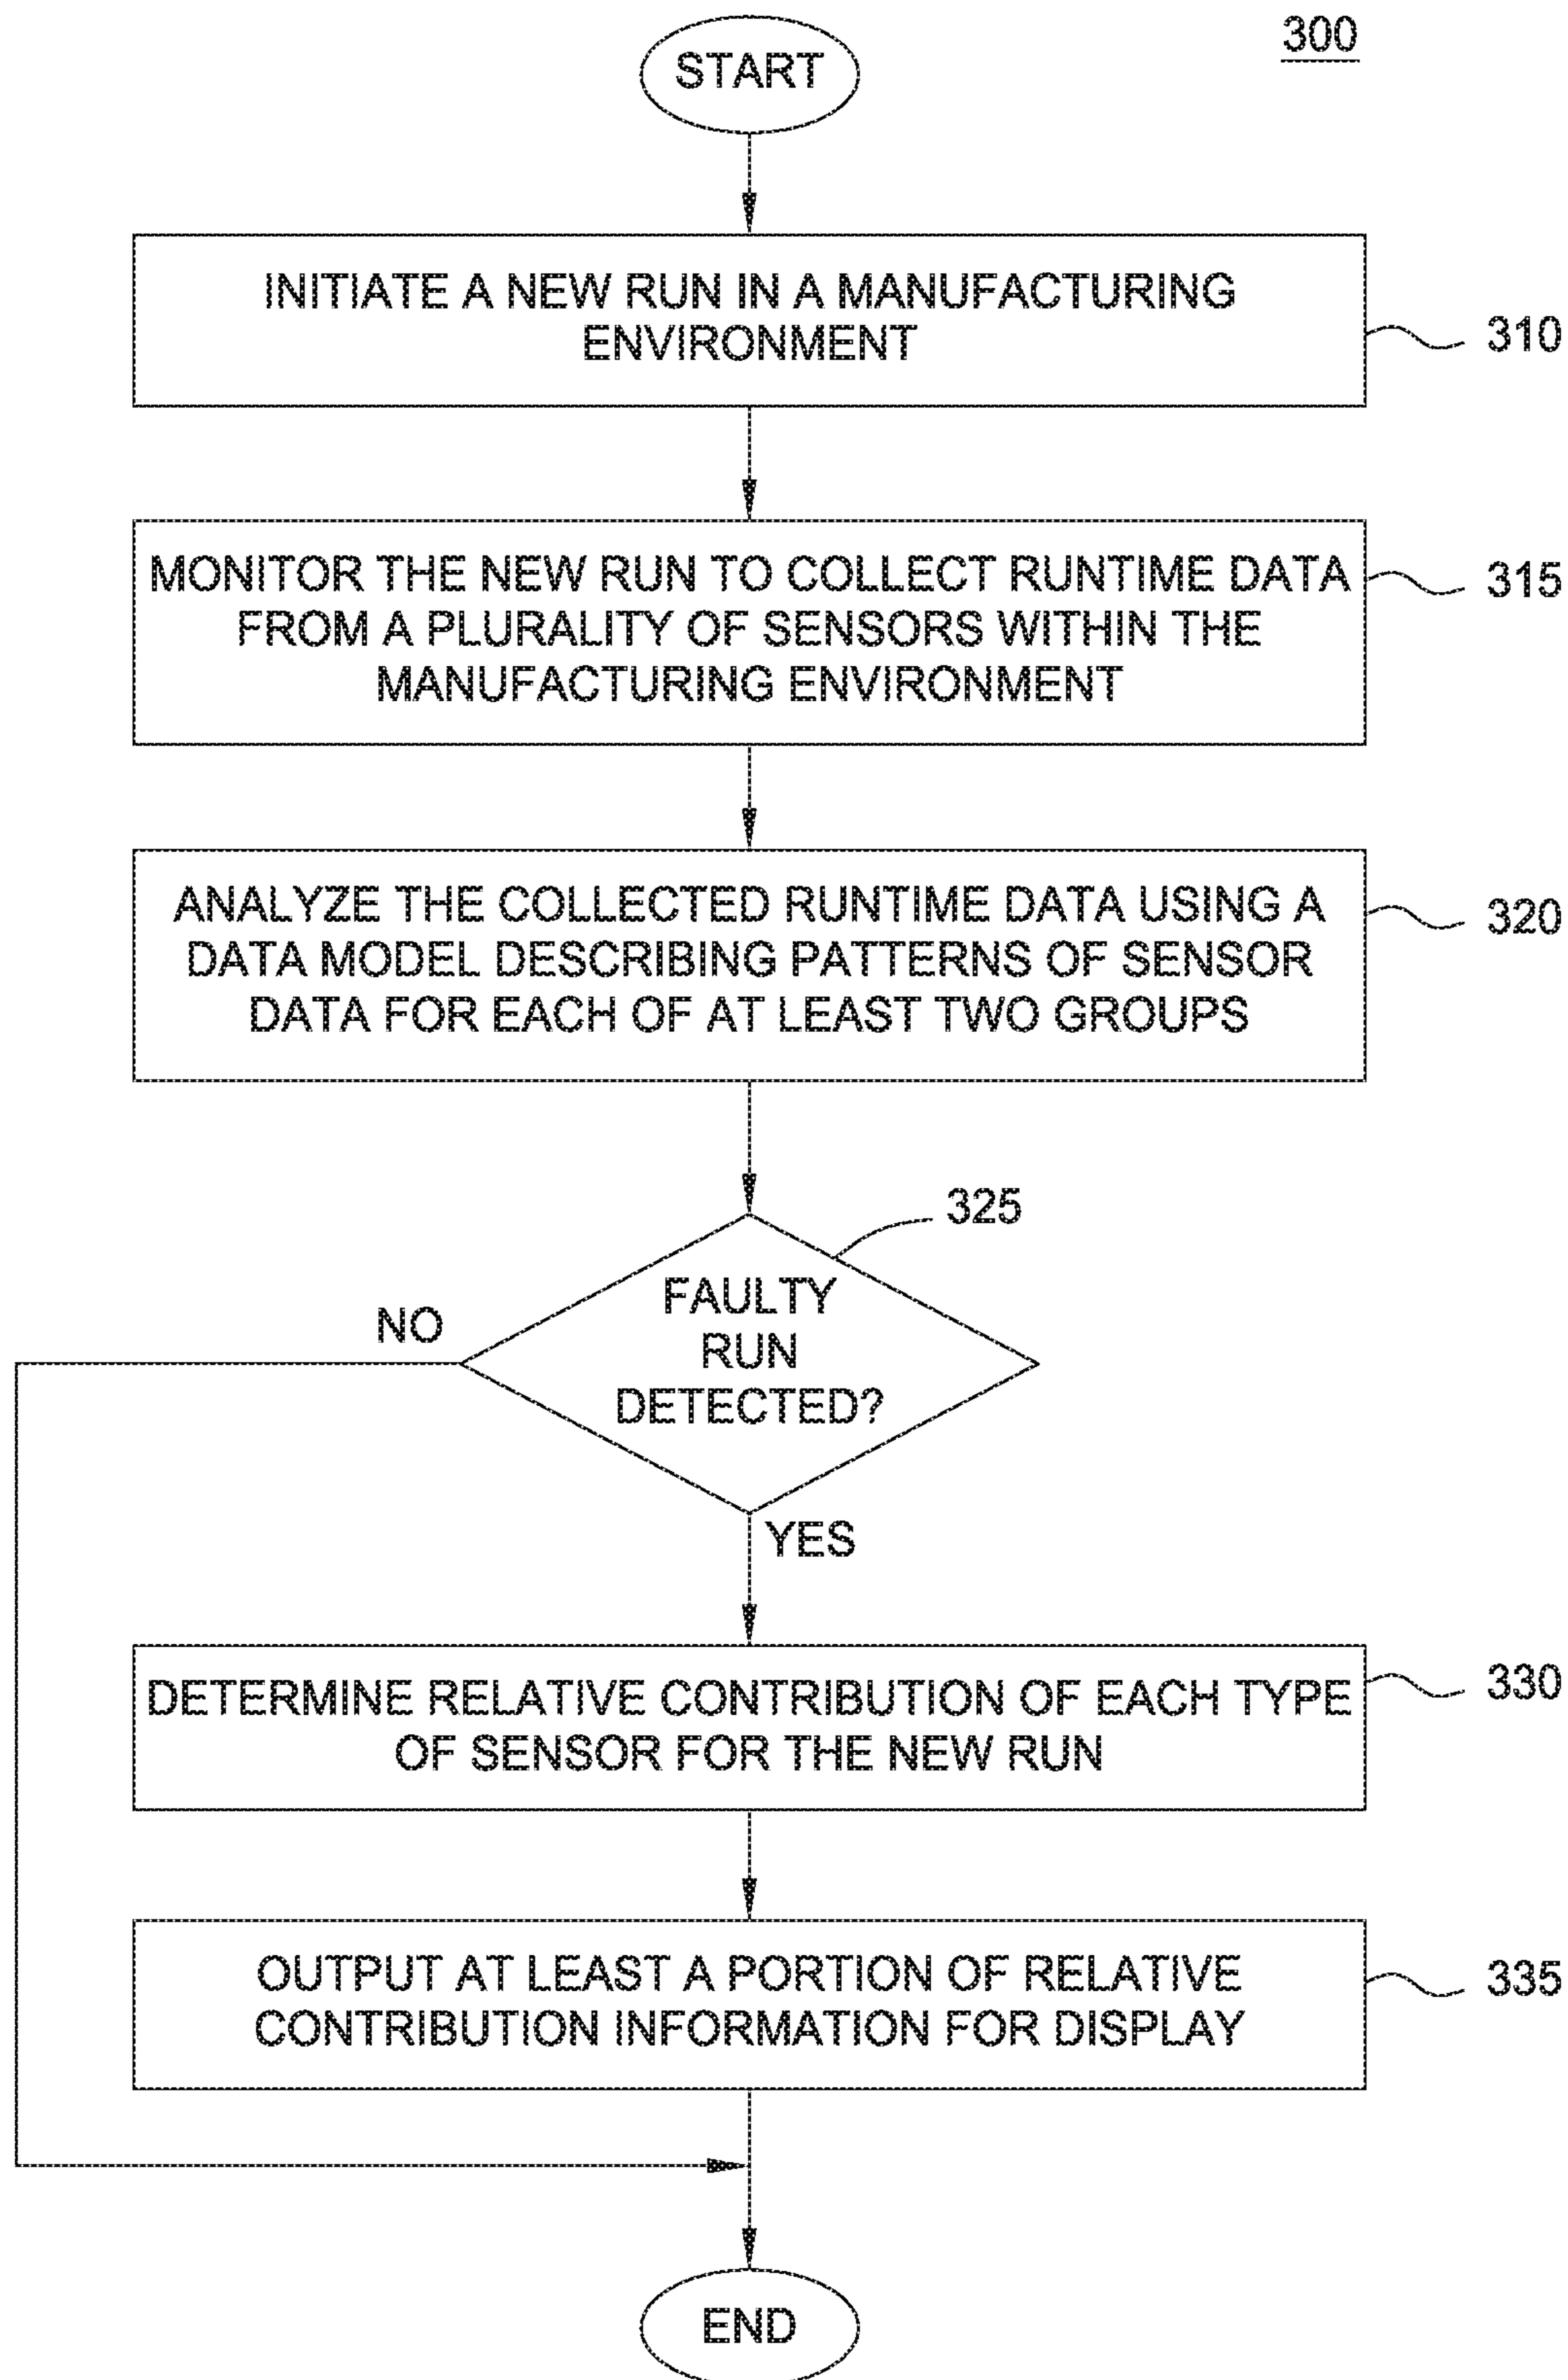 300
START
INITIATE A NEW RUN IN A MANUFACTURING
ENVIRONMENT
310
MONITOR THE NEW RUN TO COLLECT RUNTIME DATA
FROM A PLURALITY OF SENSORS WITHIN THE
MANUFACTURING ENVIRONMENT
315
ANALYZE THE COLLECTED RUNTIME DATA USING A
DATA MODEL DESCRIBING PATTERNS OF SENSOR
DATA FOR EACH OF AT LEAST TWO GROUPS
320
325
FAULTY
RUN
DETECTED?
NO
YES
DETERMINE RELATIVE CONTRIBUTION OF EACH TYPE
OF SENSOR FOR THE NEW RUN
330
OUTPUT AT LEAST A PORTION OF RELATIVE
CONTRIBUTION INFORMATION FOR DISPLAY
335
END